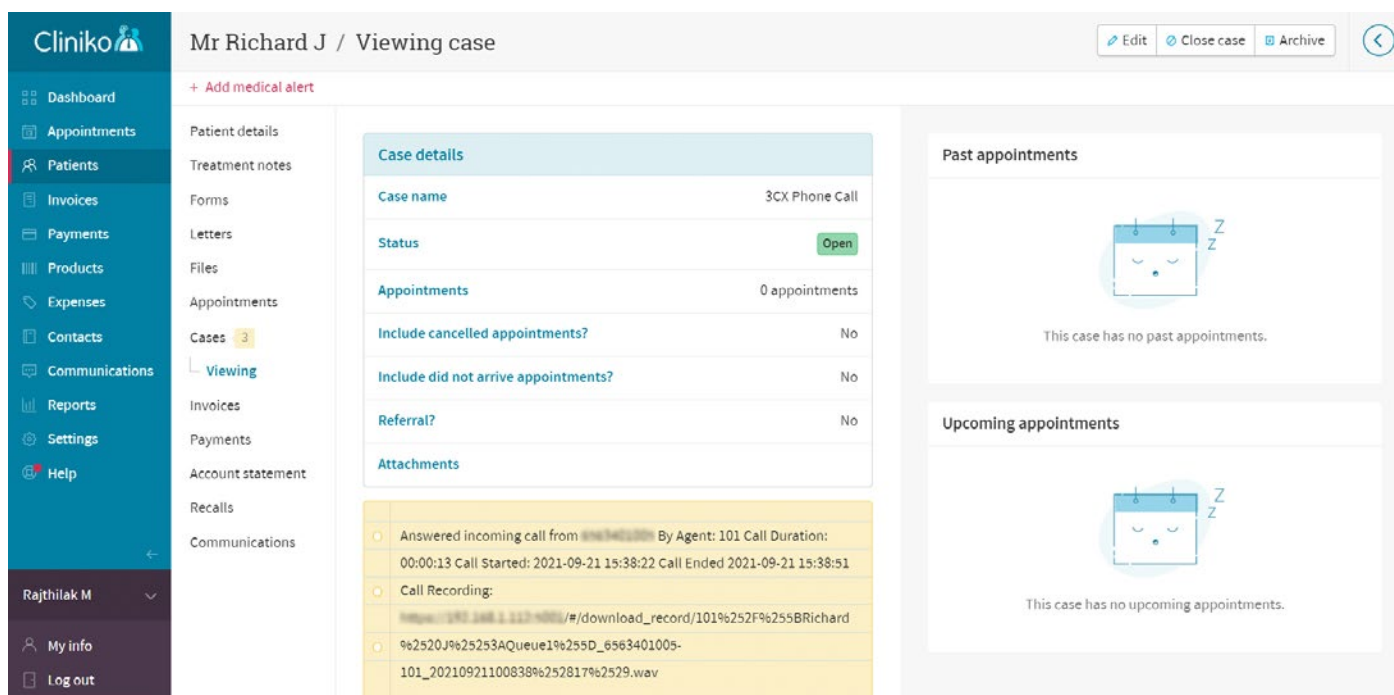 Cliniko
Mr Richard J / Viewing case
Edit
Close case
Archive
+ Add medical alert
Dashboard
Appointments
Patients
Invoices
Payments
Products
Expenses
Contacts
Communications
Reports
Settings
Help
←
Rajthilak M
My info
Log out
Patient details
Treatment notes
Forms
Letters
Files
Appointments
Cases 3
Viewing
Invoices
Payments
Account statement
Recalls
Communications
Case details
Case name 3CX Phone Call
Status Open
Appointments 0 appointments
Include cancelled appointments? No
Include did not arrive appointments? No
Referral? No
Attachments
Answered incoming call from By Agent: 101 Call Duration:
00:00:13 Call Started: 2021-09-21 15:38:22 Call Ended 2021-09-21 15:38:51
Call Recording:
/#/download_record/101%252F%255BRichard
%2520J%25253AQueue1%255D_6563401005-
101_20210921100838%252817%2529.wav
Past appointments
Z
Z
This case has no past appointments.
Upcoming appointments
Z
Z
This case has no upcoming appointments.